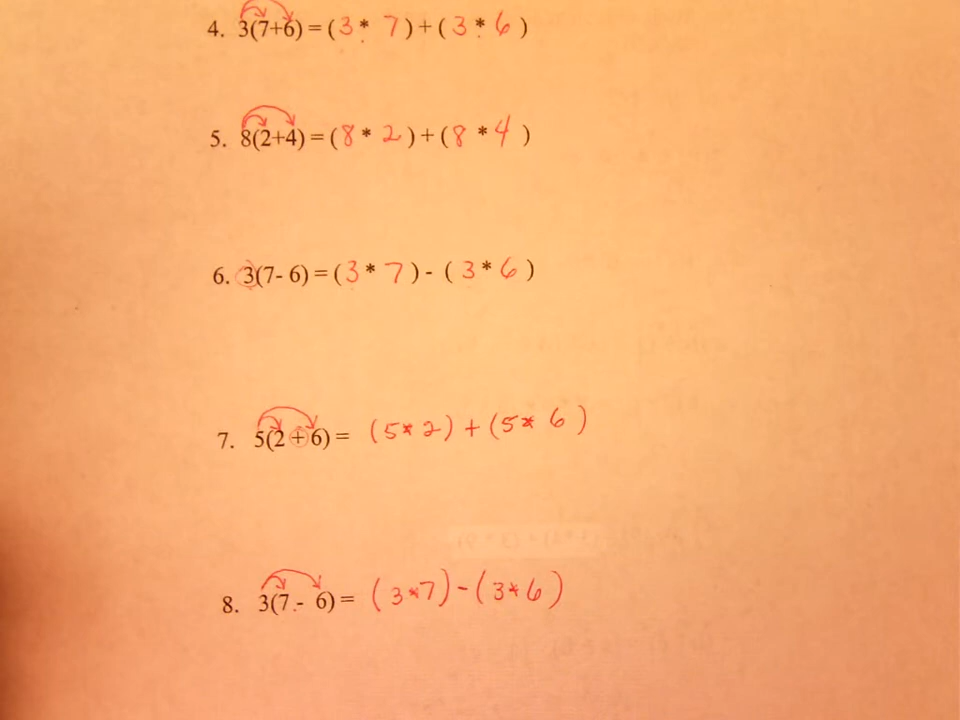 4. 3(7+6) = (3 * 7) + (3 * 6)
5. 8(2+4) = (8 * 2) + (8 * 4)
6. 3(7- 6) = (3 * 7) - (3 * 6)
7. 5(2 + 6) = (5 * 2) + (5 * 6)
8. 3(7 - 6) = (3 * 7) - (3 * 6)